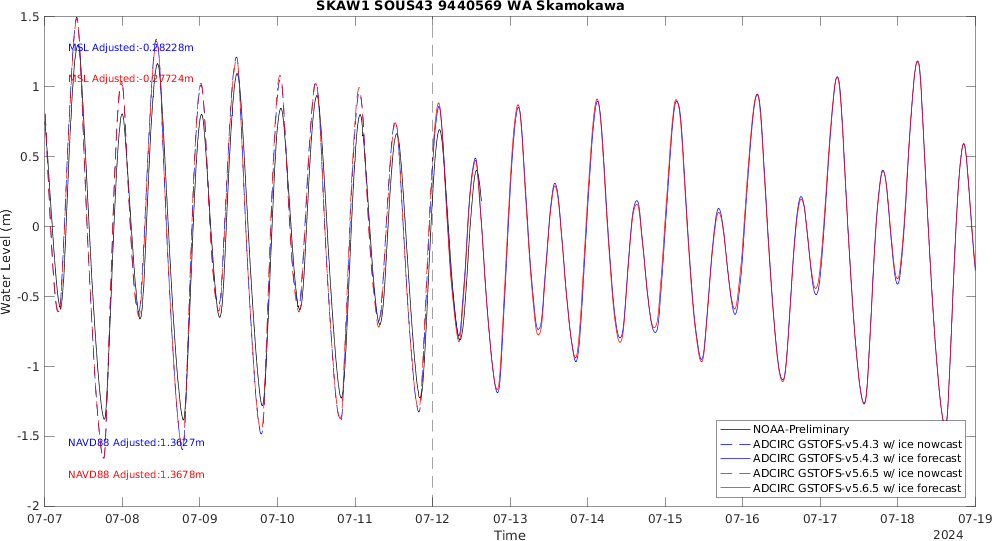 SKAW1 SOUS43 9440569 WA Skamokawa
Water Level (m)
1.5
1
0.5
0
-0.5
-1
-1.5
-2
MSL Adjusted:-0.28228m
MSL Adjusted:-0.27724m
NAVD88 Adjusted:1.3627m
NAVD88 Adjusted:1.3678m
NOAA-Preliminary
ADCIRC GSTOFS-v5.4.3 w/ ice nowcast
ADCIRC GSTOFS-v5.4.3 w/ ice forecast
ADCIRC GSTOFS-v5.6.5 w/ ice nowcast
ADCIRC GSTOFS-v5.6.5 w/ ice forecast
07-07 07-08 07-09 07-10 07-11 07-12 07-13 07-14 07-15 07-16 07-17 07-18 07-19
Time
2024